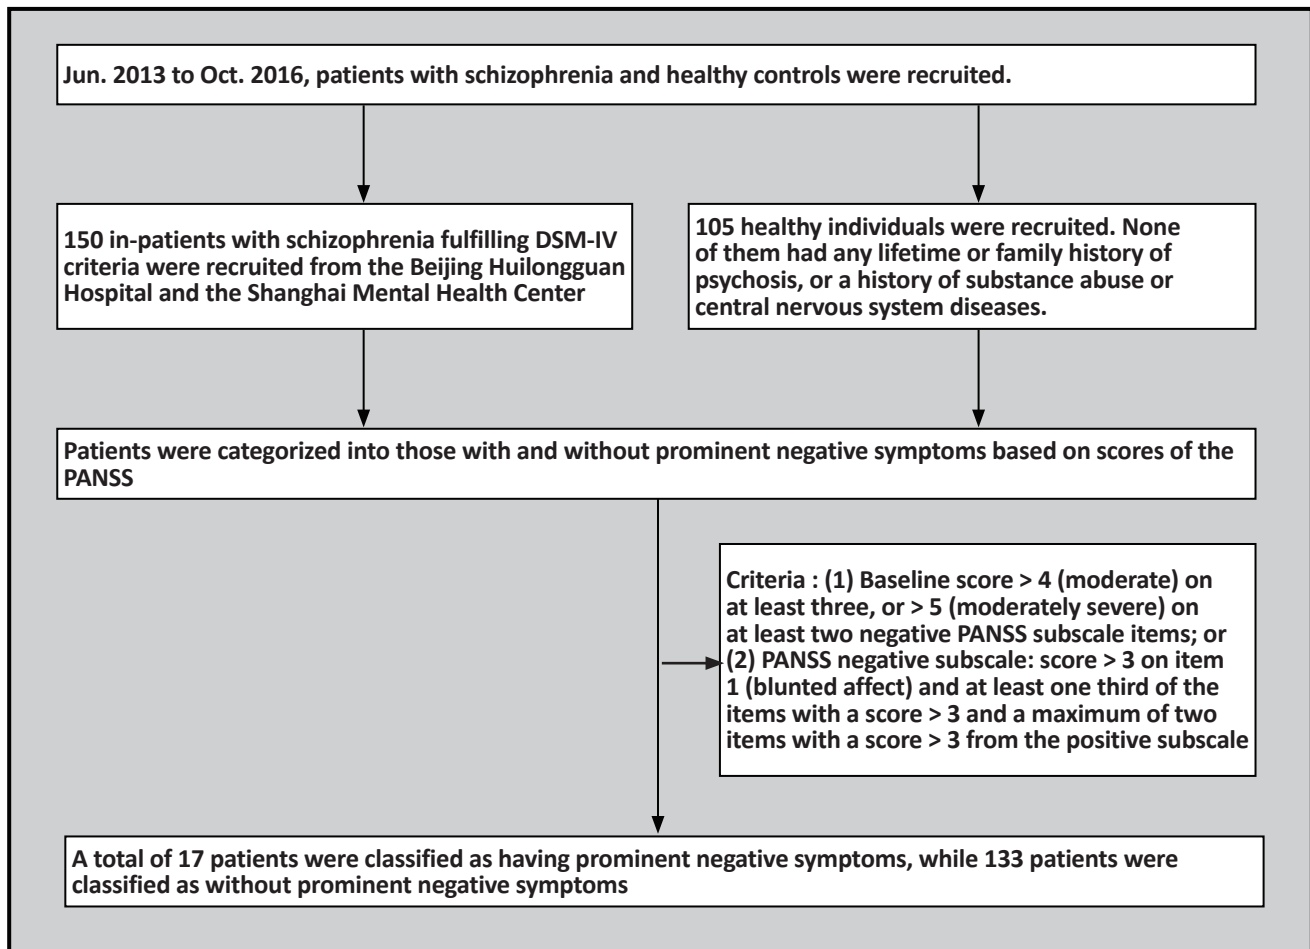 Jun. 2013 to Oct. 2016, patients with schizophrenia and healthy controls were recruited.
150 in-patients with schizophrenia fulfilling DSM-IV
criteria were recruited from the Beijing Huilongguan
Hospital and the Shanghai Mental Health Center
105 healthy individuals were recruited. None
of them had any lifetime or family history of
psychosis, or a history of substance abuse or
central nervous system diseases.
Patients were categorized into those with and without prominent negative symptoms based on scores of the
PANSS
Criteria : (1) Baseline score > 4 (moderate) on
at least three, or > 5 (moderately severe) on
at least two negative PANSS subscale items; or
(2) PANSS negative subscale: score > 3 on item
1 (blunted affect) and at least one third of the
items with a score > 3 and a maximum of two
items with a score > 3 from the positive subscale
A total of 17 patients were classified as having prominent negative symptoms, while 133 patients were
classified as without prominent negative symptoms